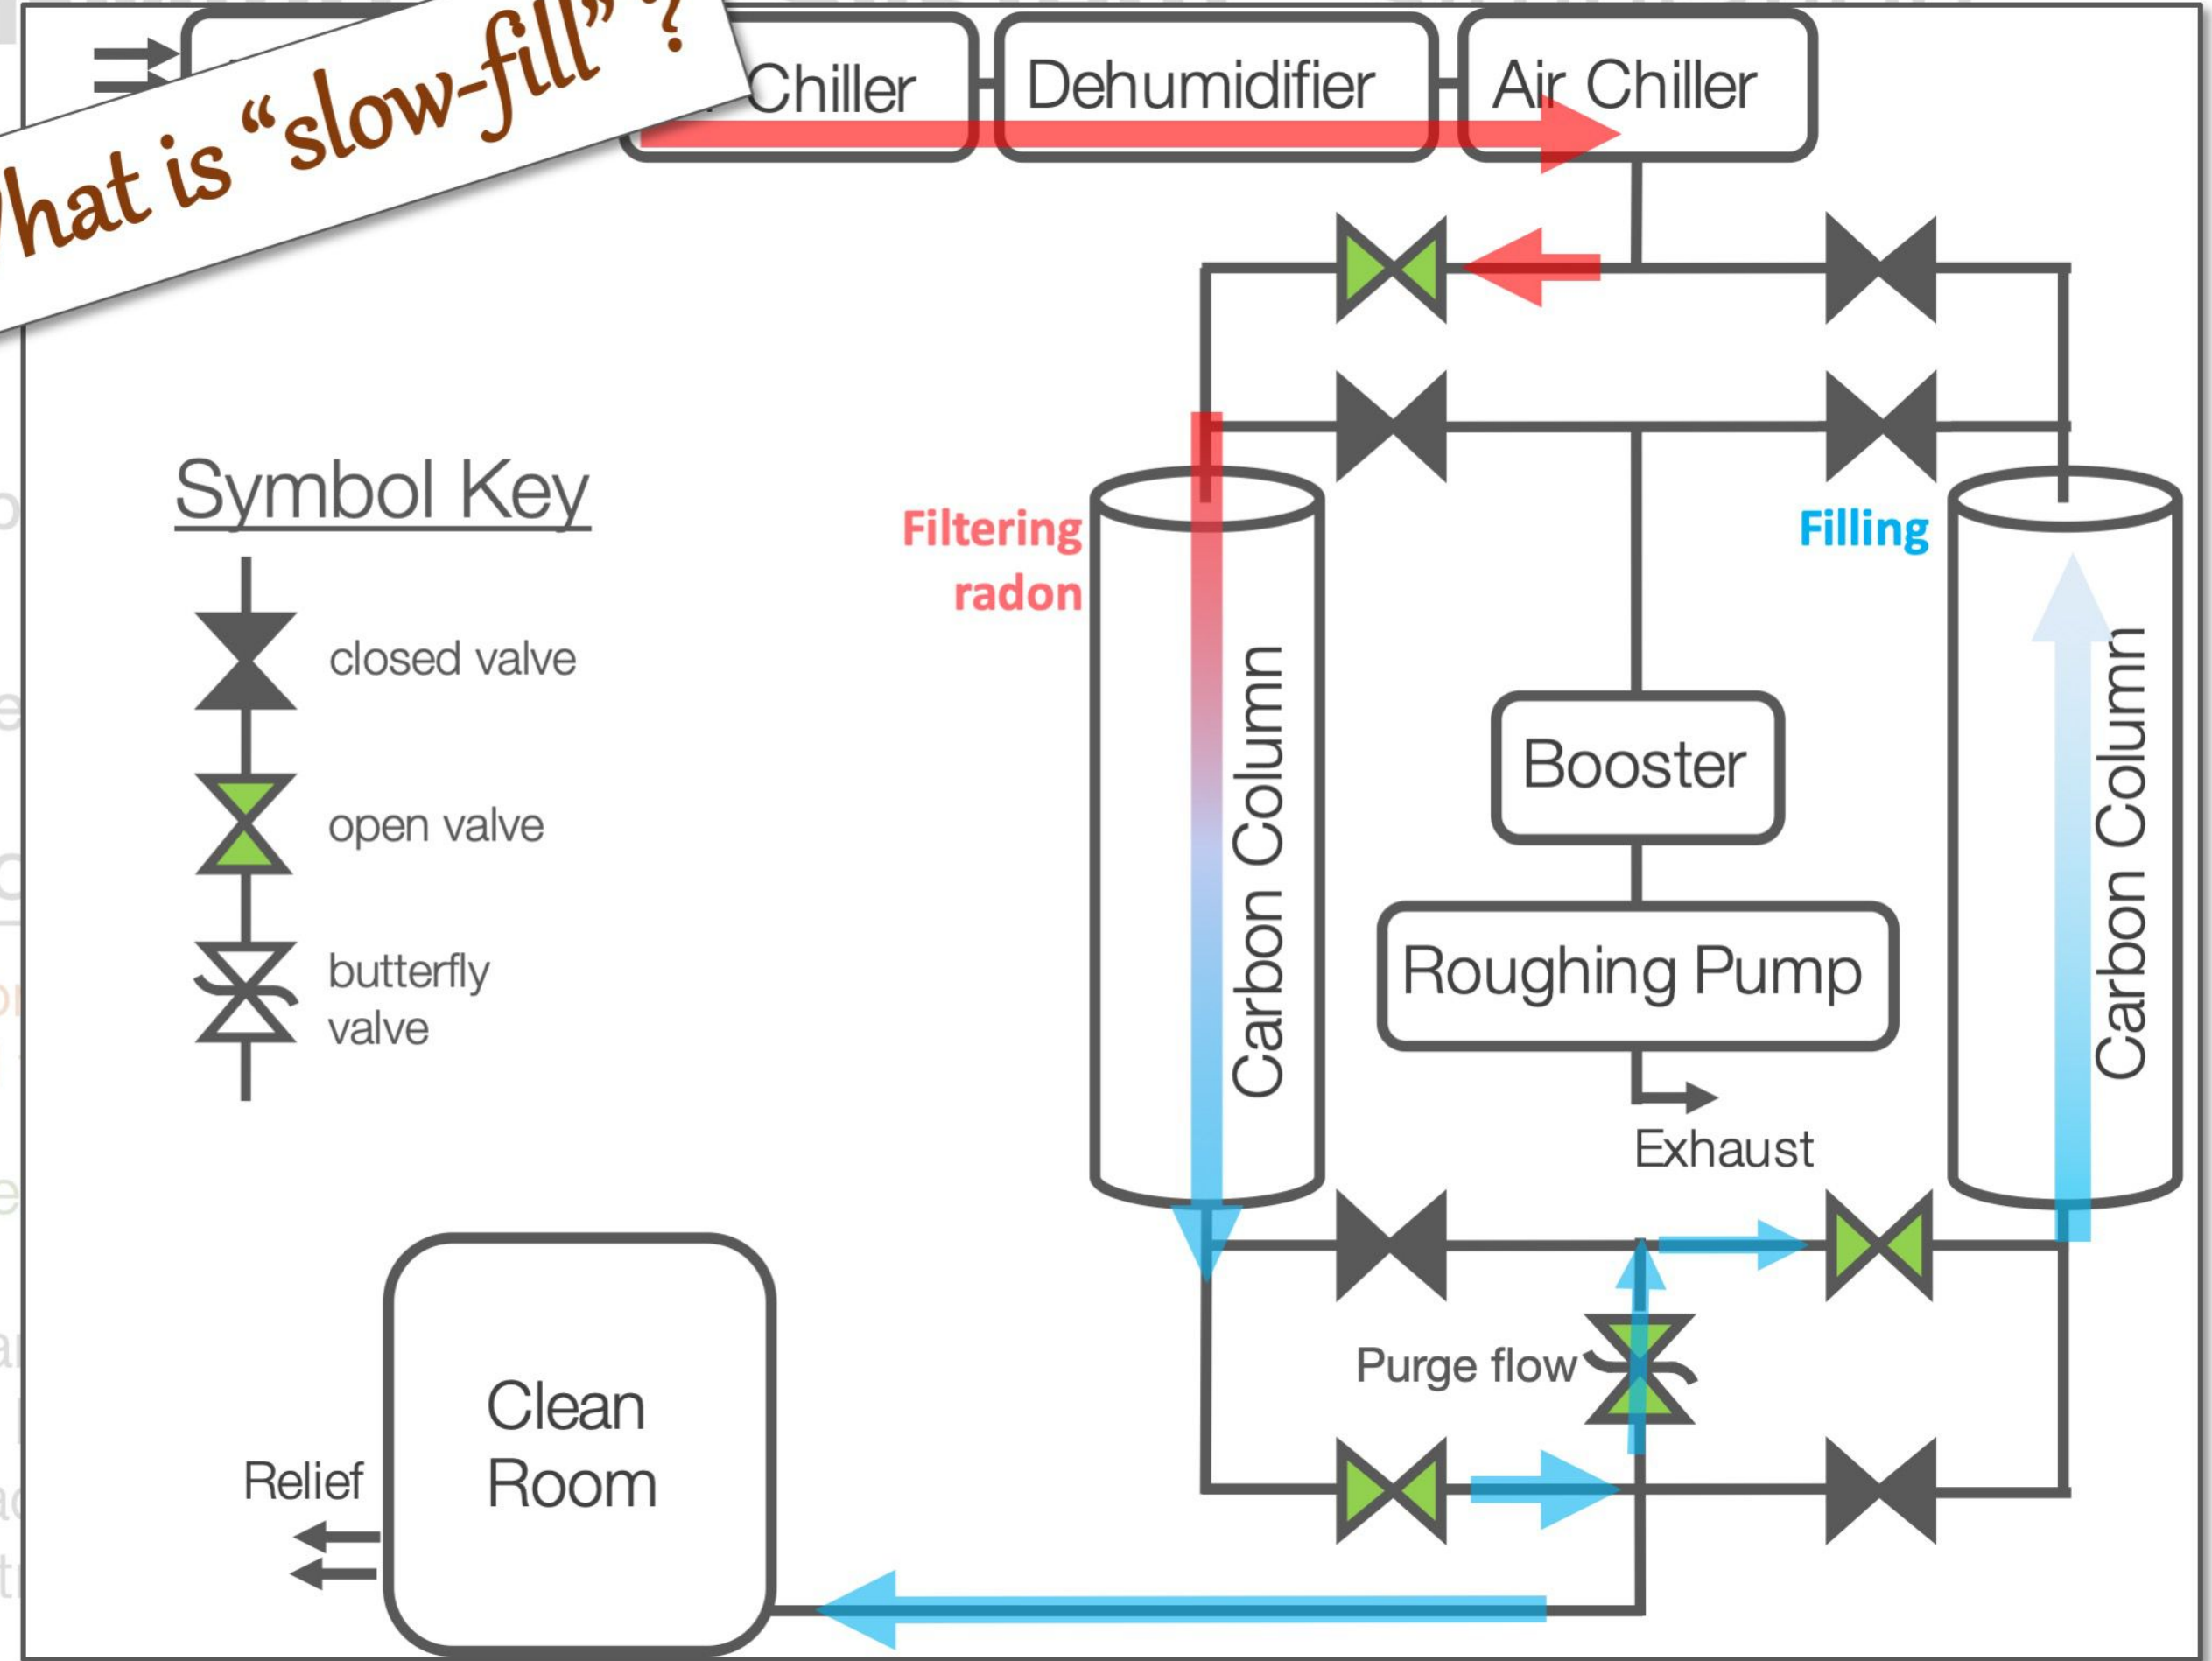 hat is “slow-fill” ?
Chiller
Dehumidifier
Air Chiller
Symbol Key
closed valve
open valve
butterfly
valve
Filtering
radon
Filling
Carbon Column
Booster
Roughing Pump
Exhaust
Carbon Column
Purge flow
Clean
Room
Relief